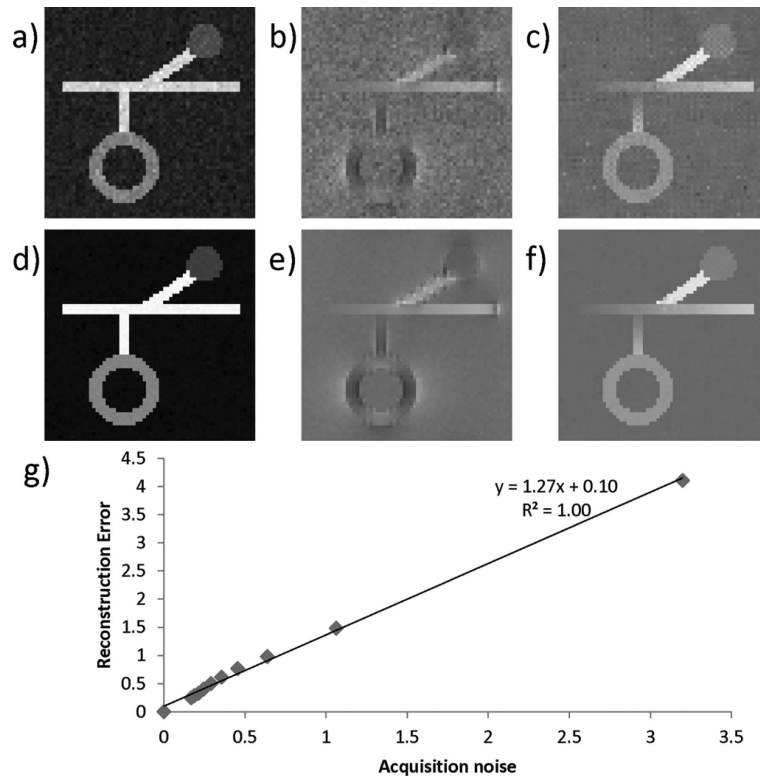 a) b) c)
d) e) f)
g)
4.5
4
3.5
3
2.5
2
1.5
1
0.5
0
Reconstruction Error
y = 1.27x + 0.10
R² = 1.00
0 0.5 1 1.5 2 2.5 3 3.5
Acquisition noise